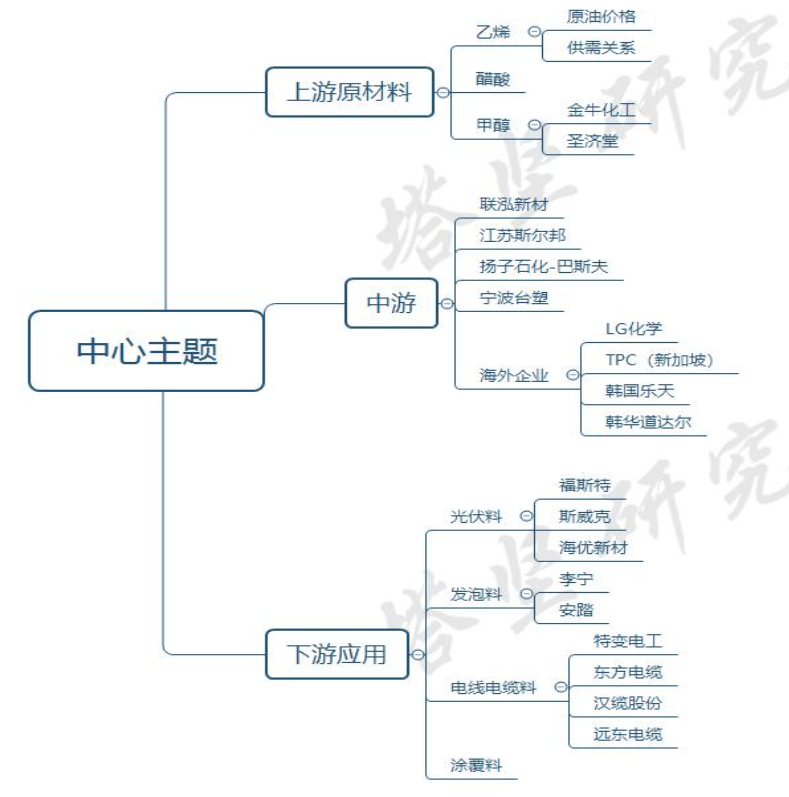 中心主题
上游原材料
乙烯
原油价格
供需关系
醋酸
甲醇
金牛化工
圣济堂
中游
联泓新材
江苏斯尔邦
扬子石化-巴斯夫
宁波台塑
海外企业
LG化学
TPC（新加坡）
韩国乐天
韩华道达尔
下游应用
光伏料
福斯特
斯威克
海优新材
发泡料
李宁
安踏
电线电缆料
特变电工
东方电缆
汉缆股份
远东电缆
涂覆料
塔坚研究
塔坚研究